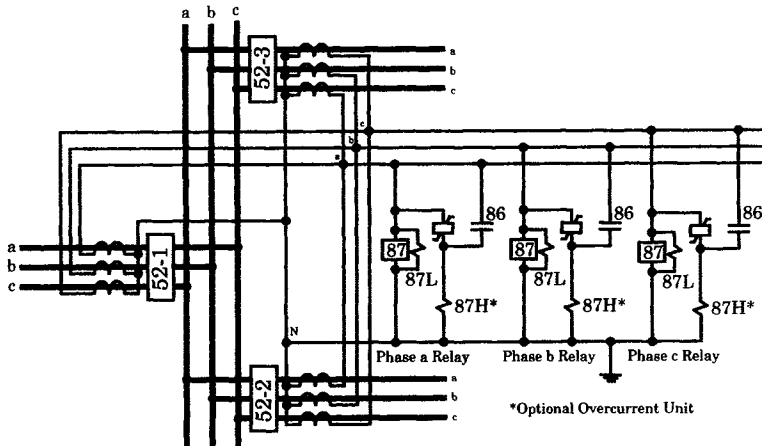 a b c
52-3
a
b
c
c
b
a
86 86 86
a
b
c
52-1
87 87 87
87L 87L 87L
87H* 87H* 87H*
N
Phase a Relay Phase b Relay Phase c Relay
52-2
a
b
c
*Optional Overcurrent Unit